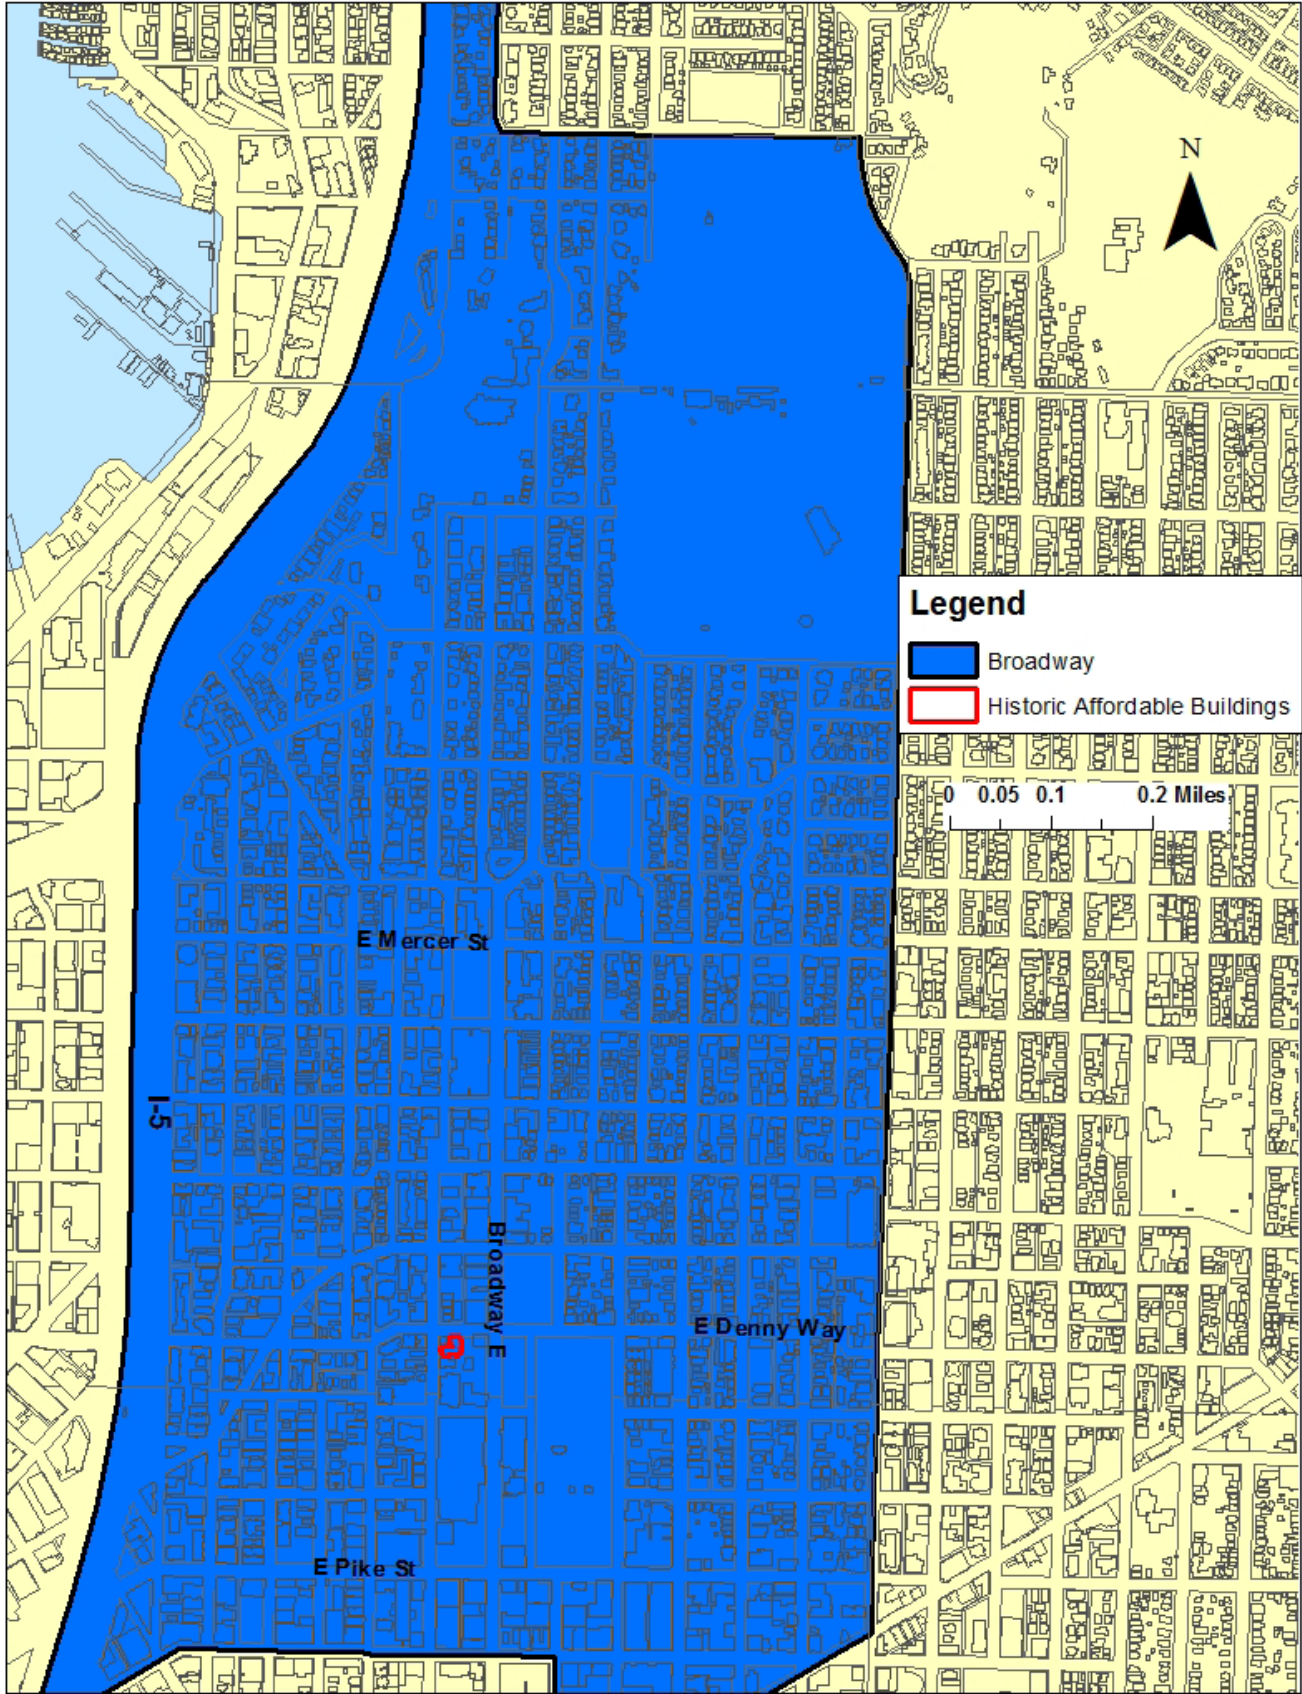 N
Legend
Broadway
Historic Affordable Buildings
0 0.05 0.1 0.2 Miles
E Mercer St
I-5
Broadway E
E Denny Way
E Pike St